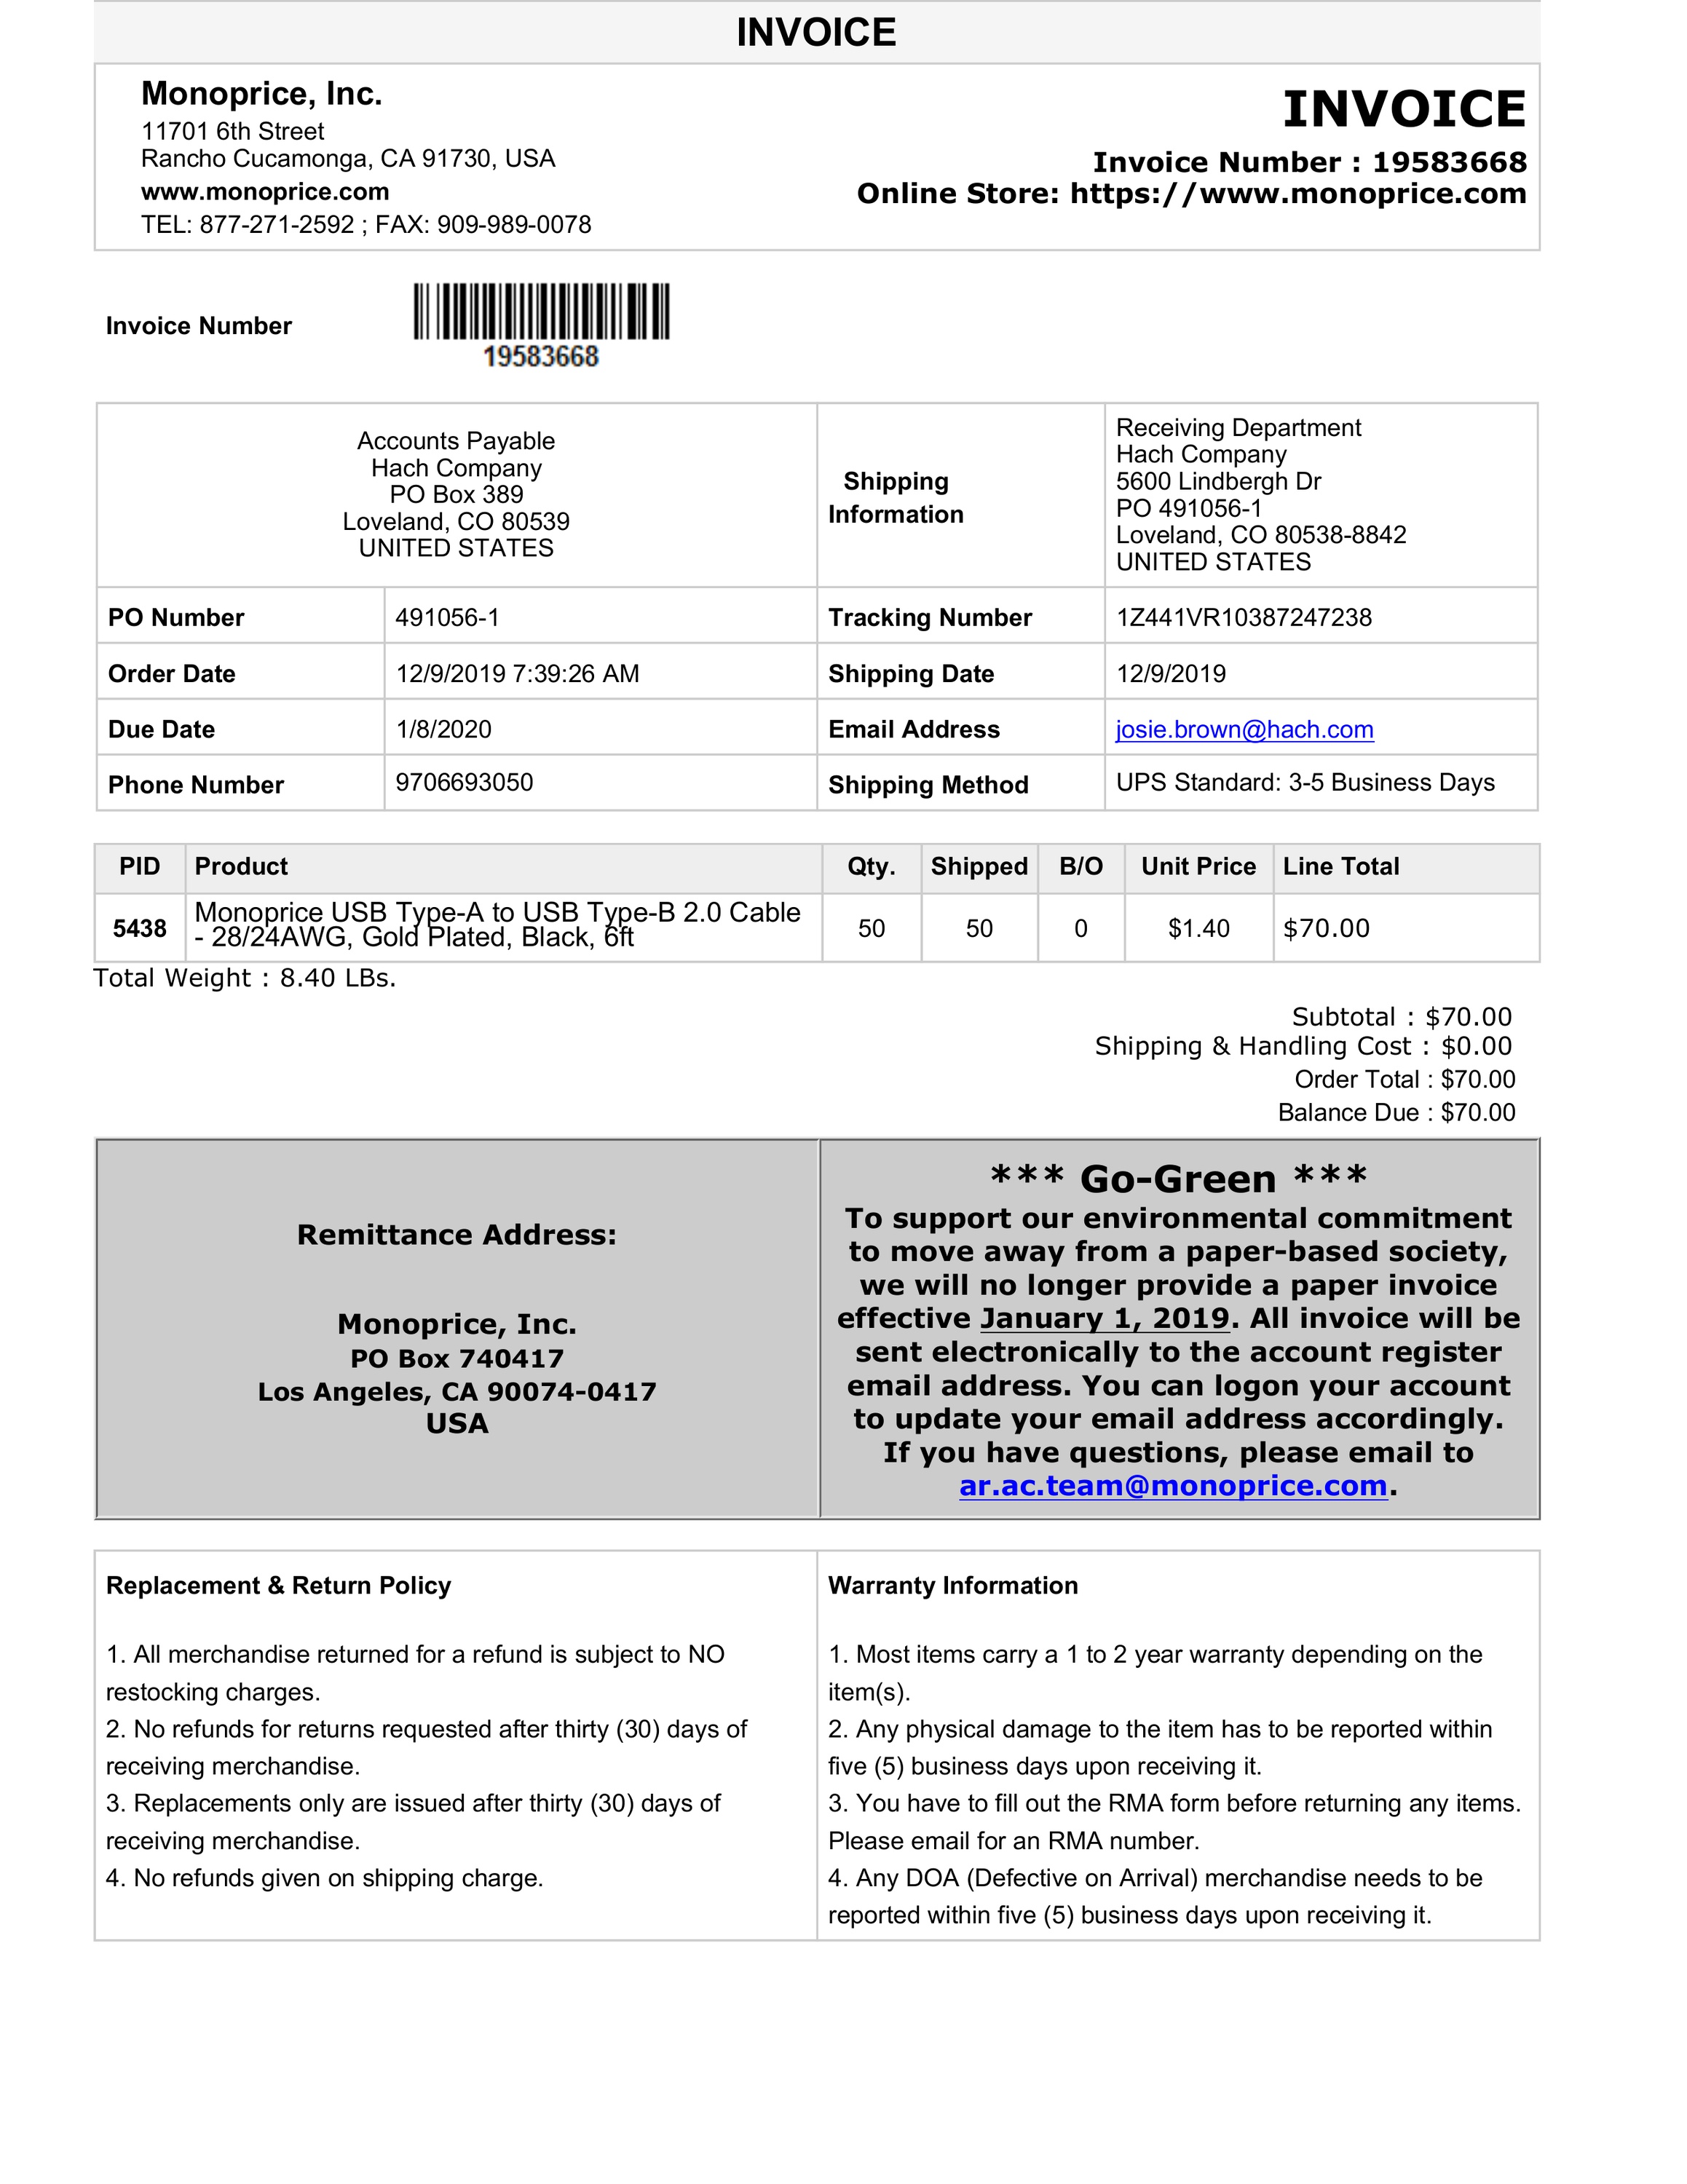 INVOICE
Monoprice, Inc.
11701 6th Street
Rancho Cucamonga, CA 91730, USA
www.monoprice.com
TEL: 877-271-2592 ; FAX: 909-989-0078
INVOICE
Invoice Number : 19583668
Online Store: https://www.monoprice.com
Invoice Number
19583668
Accounts Payable
Hach Company
PO Box 389
Loveland, CO 80539
UNITED STATES
Shipping
Information
Receiving Department
Hach Company
5600 Lindbergh Dr
PO 491056-1
Loveland, CO 80538-8842
UNITED STATES
PO Number 491056-1 Tracking Number 1Z441VR10387247238
Order Date 12/9/2019 7:39:26 AM Shipping Date 12/9/2019
Due Date 1/8/2020 Email Address josie.brown@hach.com
Phone Number 9706693050 Shipping Method UPS Standard: 3-5 Business Days
PID Product Qty. Shipped B/O Unit Price Line Total
5438 Monoprice USB Type-A to USB Type-B 2.0 Cable
- 28/24AWG, Gold Plated, Black, 6ft 50 50 0 $1.40 $70.00
Total Weight : 8.40 LBs.
Subtotal : $70.00
Shipping & Handling Cost : $0.00
Order Total : $70.00
Balance Due : $70.00
Remittance Address:
Monoprice, Inc.
PO Box 740417
Los Angeles, CA 90074-0417
USA
*** Go-Green ***
To support our environmental commitment
to move away from a paper-based society,
we will no longer provide a paper invoice
effective January 1, 2019. All invoice will be
sent electronically to the account register
email address. You can logon your account
to update your email address accordingly.
If you have questions, please email to
ar.ac.team@monoprice.com.
Replacement & Return Policy
1. All merchandise returned for a refund is subject to NO
restocking charges.
2. No refunds for returns requested after thirty (30) days of
receiving merchandise.
3. Replacements only are issued after thirty (30) days of
receiving merchandise.
4. No refunds given on shipping charge.
Warranty Information
1. Most items carry a 1 to 2 year warranty depending on the
item(s).
2. Any physical damage to the item has to be reported within
five (5) business days upon receiving it.
3. You have to fill out the RMA form before returning any items.
Please email for an RMA number.
4. Any DOA (Defective on Arrival) merchandise needs to be
reported within five (5) business days upon receiving it.